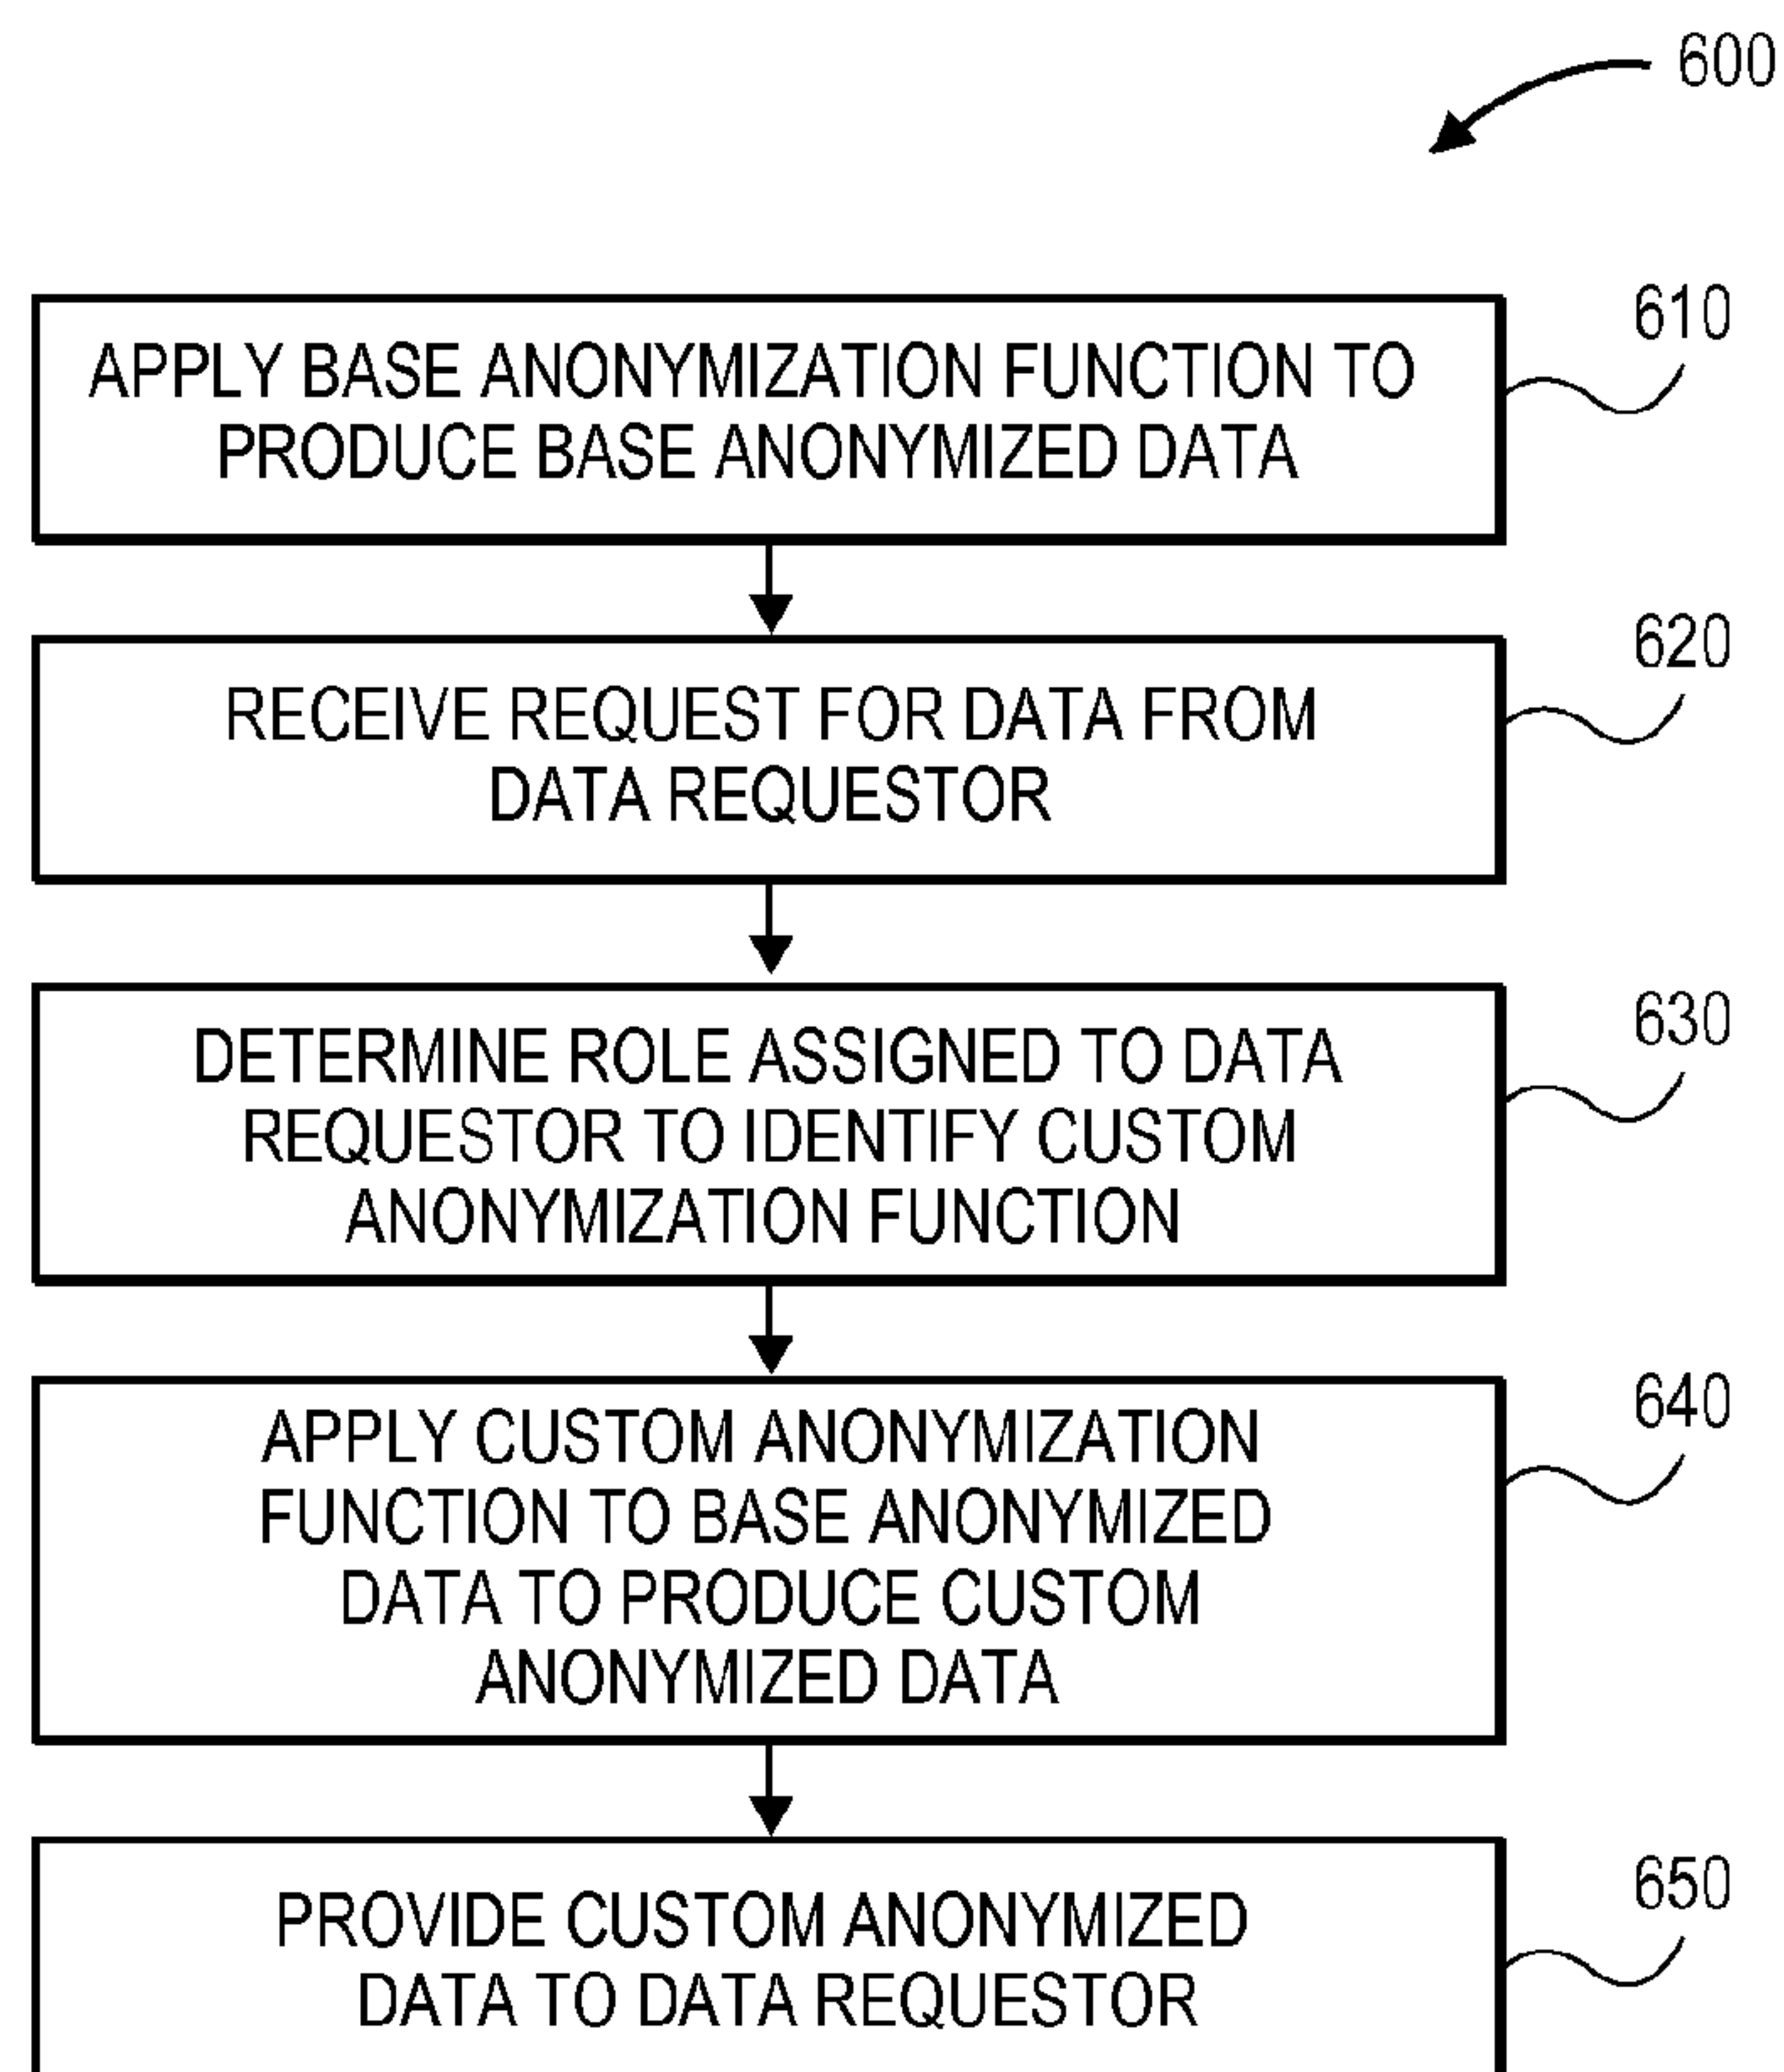 600
610
APPLY BASE ANONYMIZATION FUNCTION TO
PRODUCE BASE ANONYMIZED DATA
620
RECEIVE REQUEST FOR DATA FROM
DATA REQUESTOR
630
DETERMINE ROLE ASSIGNED TO DATA
REQUESTOR TO IDENTIFY CUSTOM
ANONYMIZATION FUNCTION
640
APPLY CUSTOM ANONYMIZATION
FUNCTION TO BASE ANONYMIZED
DATA TO PRODUCE CUSTOM
ANONYMIZED DATA
650
PROVIDE CUSTOM ANONYMIZED
DATA TO DATA REQUESTOR